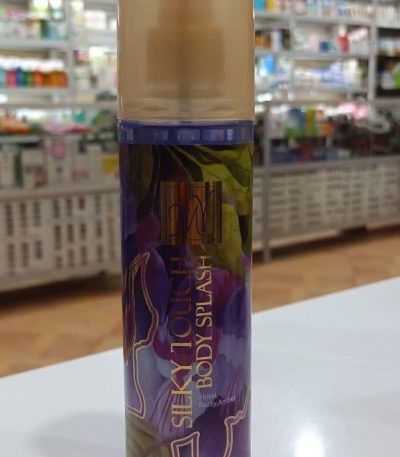 SILKY TOUCH
BODY SPLASH
Floral,
Fruity, Amber